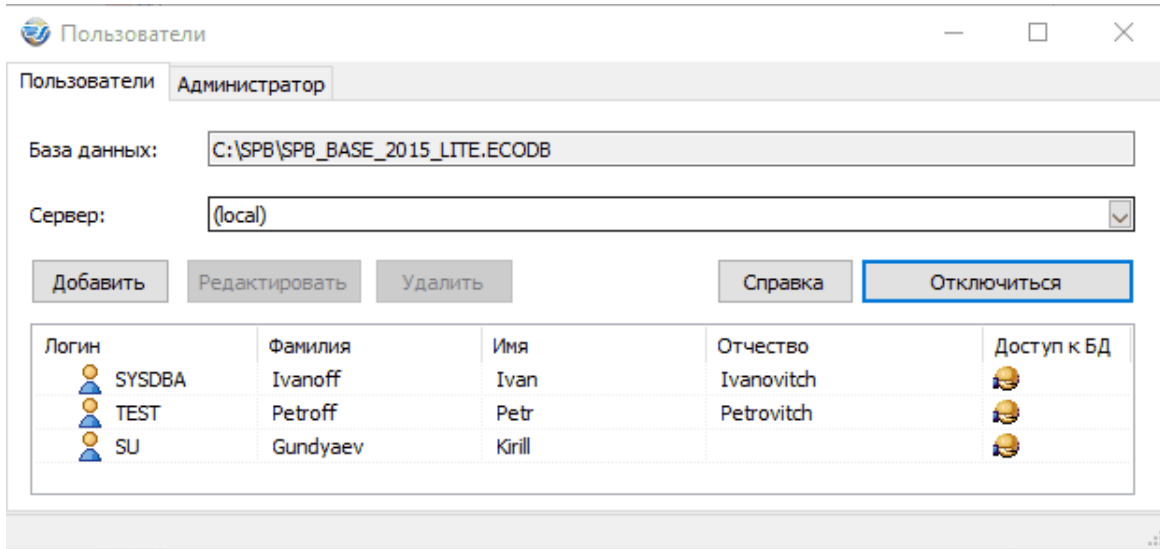 Пользователи
Пользователи Администратор
База данных: C:\SPB\SPB_BASE_2015_LITE.ECODB
Сервер: (local)
Добавить Редактировать Удалить Справка Отключиться
Логин Фамилия Имя Отчество Доступ к БД
SYSDBA Ivanoff Ivan Ivanovitch
TEST Petroff Petr Petrovitch
SU Gundyaev Kirill